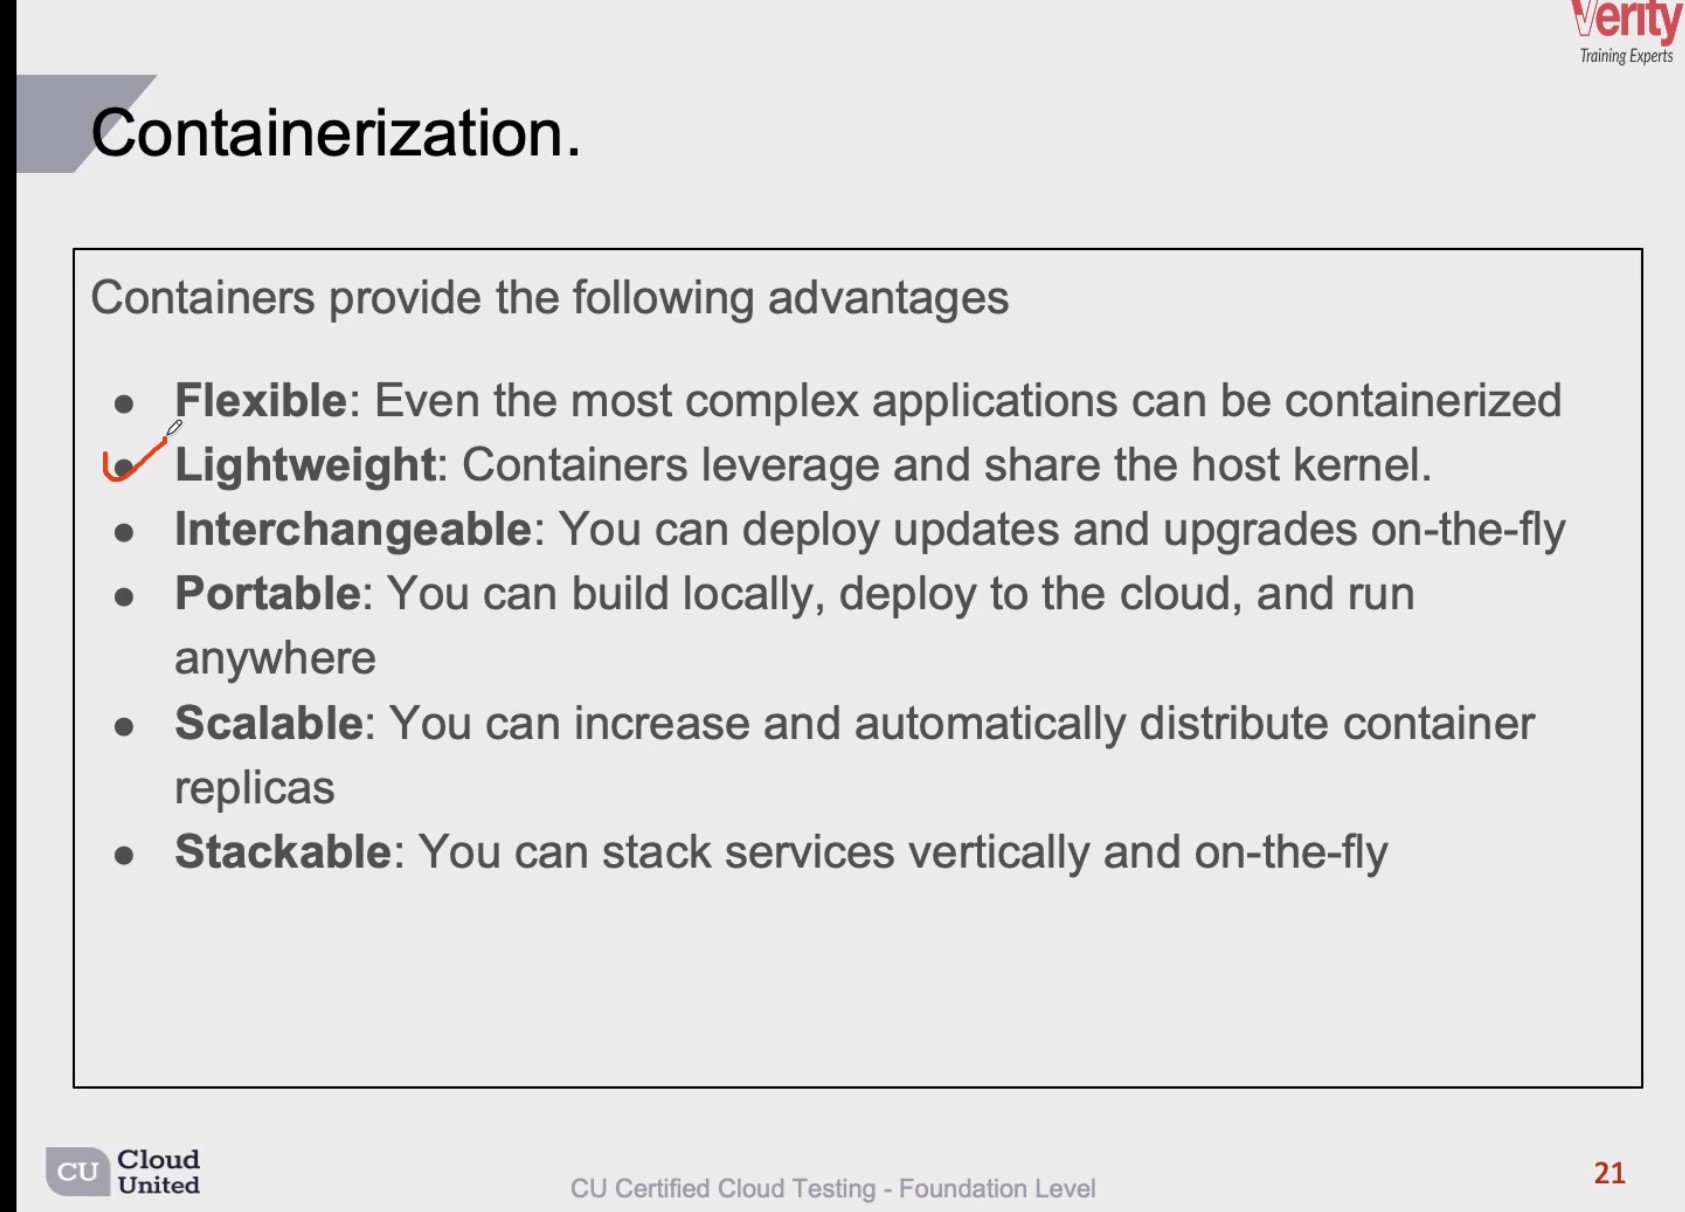 Verity
Training Experts
Containerization.
Containers provide the following advantages
● Flexible: Even the most complex applications can be containerized
● Lightweight: Containers leverage and share the host kernel.
● Interchangeable: You can deploy updates and upgrades on-the-fly
● Portable: You can build locally, deploy to the cloud, and run
anywhere
● Scalable: You can increase and automatically distribute container
replicas
● Stackable: You can stack services vertically and on-the-fly
CU Cloud
United
CU Certified Cloud Testing - Foundation Level
21